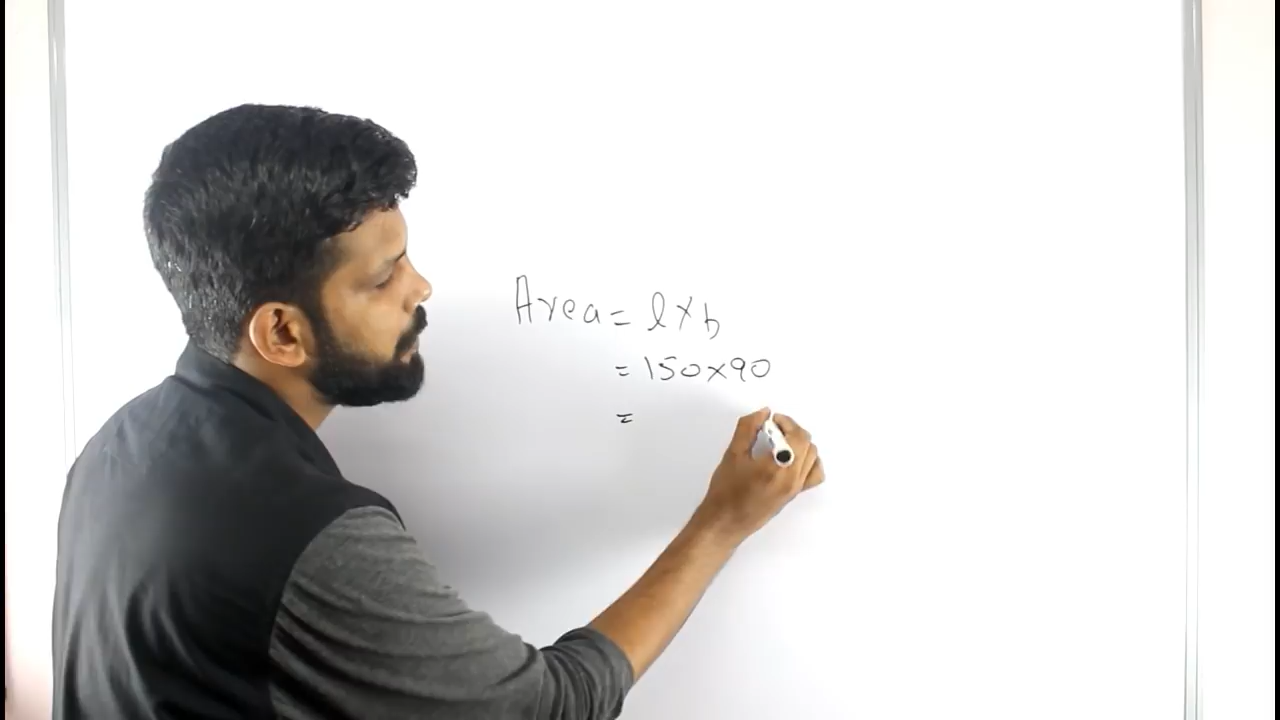 Area = l×b
= 150×90
=